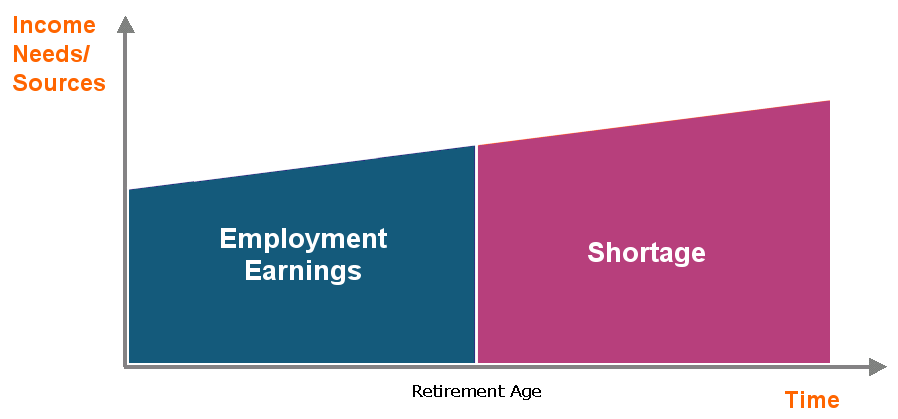 Income
Needs/
Sources
Employment
Earnings
Shortage
Retirement Age
Time